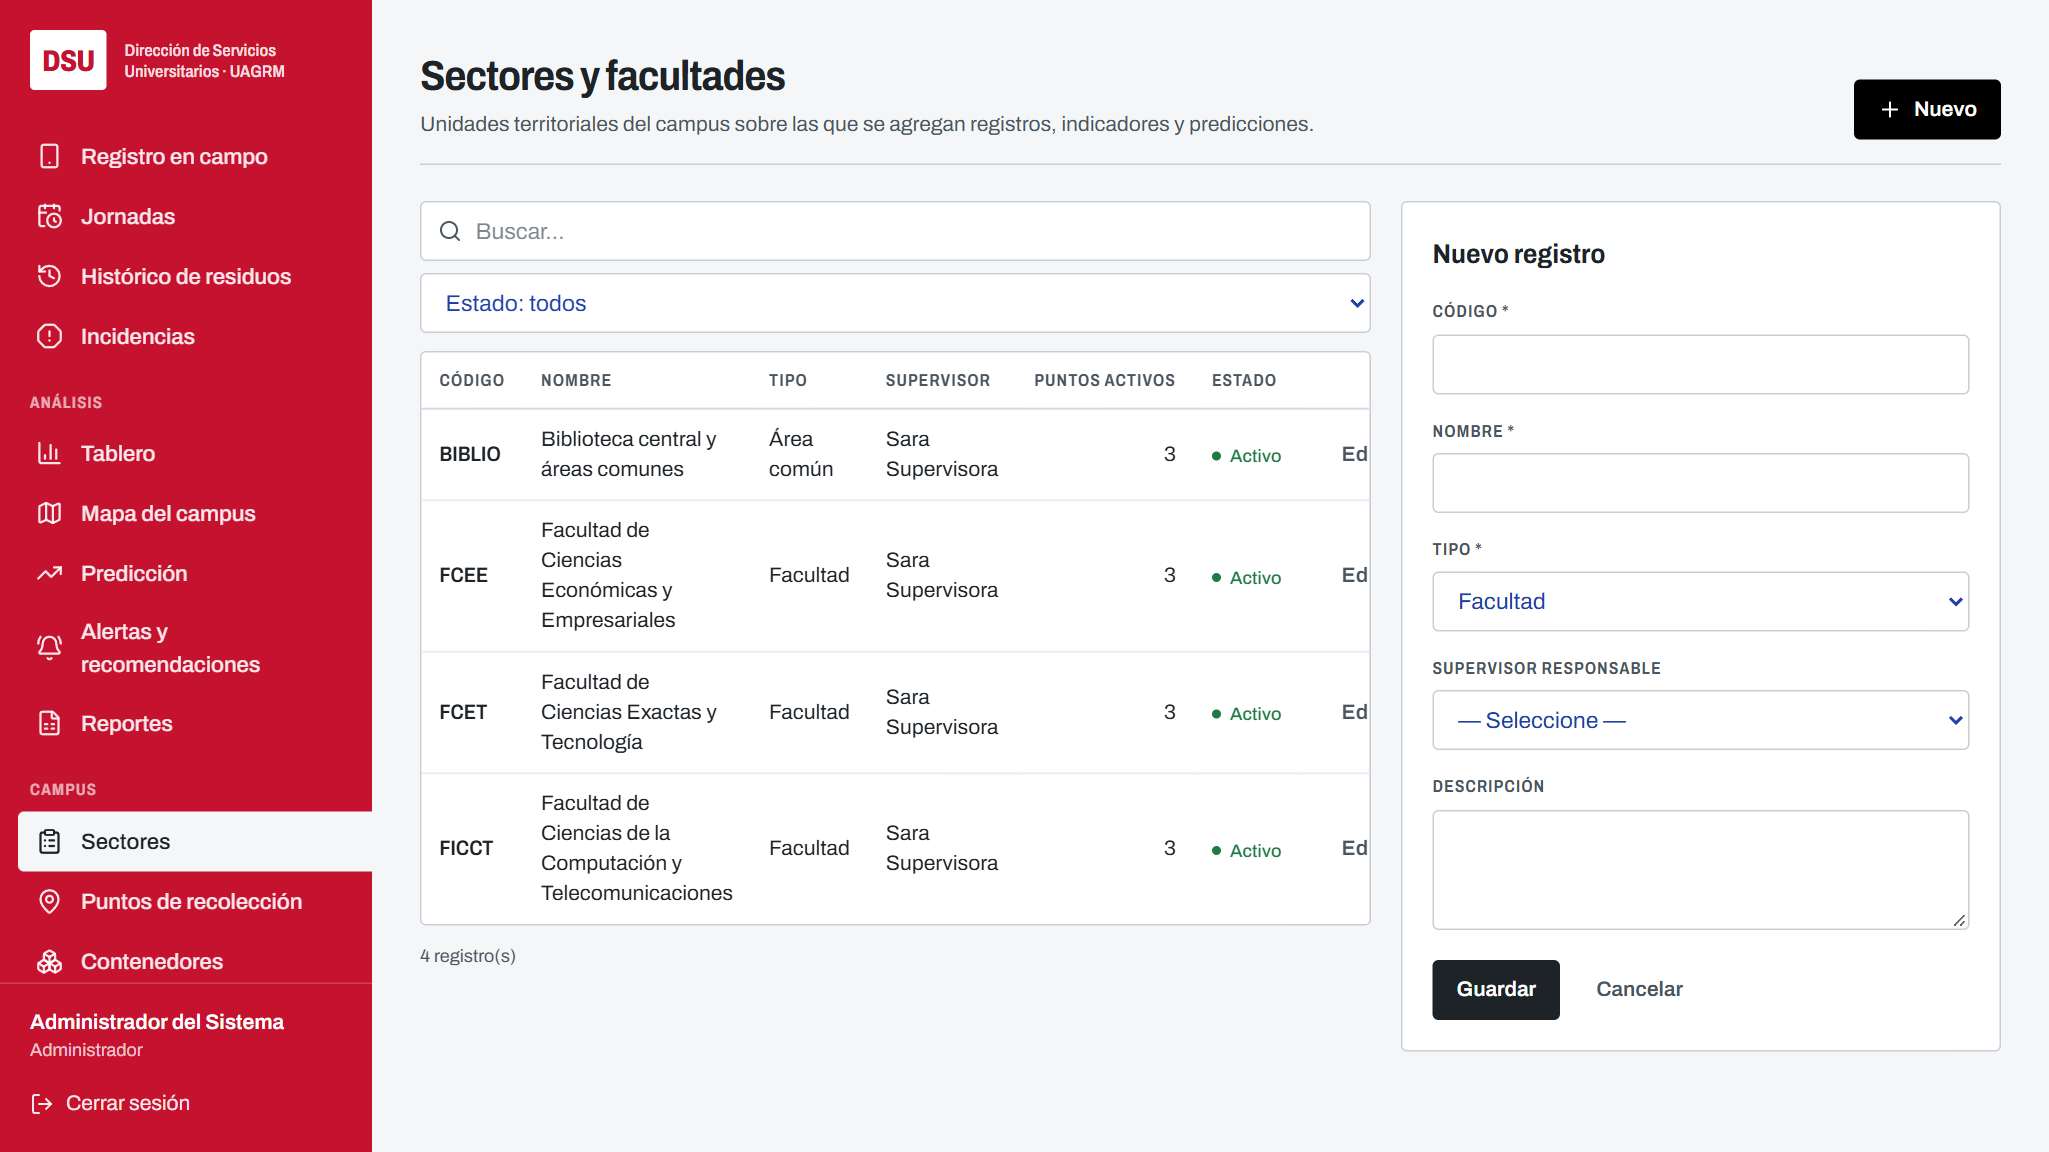 DSU
Dirección de Servicios
Universitarios · UAGRM
Registro en campo
Jornadas
Histórico de residuos
Incidencias
ANÁLISIS
Tablero
Mapa del campus
Predicción
Alertas y
recomendaciones
Reportes
CAMPUS
Sectores
Puntos de recolección
Contenedores
Administrador del Sistema
Administrador
Cerrar sesión
Sectores y facultades
Unidades territoriales del campus sobre las que se agregan registros, indicadores y predicciones.
+ Nuevo
Buscar...
Estado: todos
CÓDIGO NOMBRE TIPO SUPERVISOR PUNTOS ACTIVOS ESTADO
BIBLIO Biblioteca central y áreas comunes Área común Sara Supervisora 3 Activo Ed
FCEE Facultad de Ciencias Económicas y Empresariales Facultad Sara Supervisora 3 Activo Ed
FCET Facultad de Ciencias Exactas y Tecnología Facultad Sara Supervisora 3 Activo Ed
FICCT Facultad de Ciencias de la Computación y Telecomunicaciones Facultad Sara Supervisora 3 Activo Ed
4 registro(s)
Nuevo registro
CÓDIGO *
NOMBRE *
TIPO *
Facultad
SUPERVISOR RESPONSABLE
— Seleccione —
DESCRIPCIÓN
Guardar
Cancelar